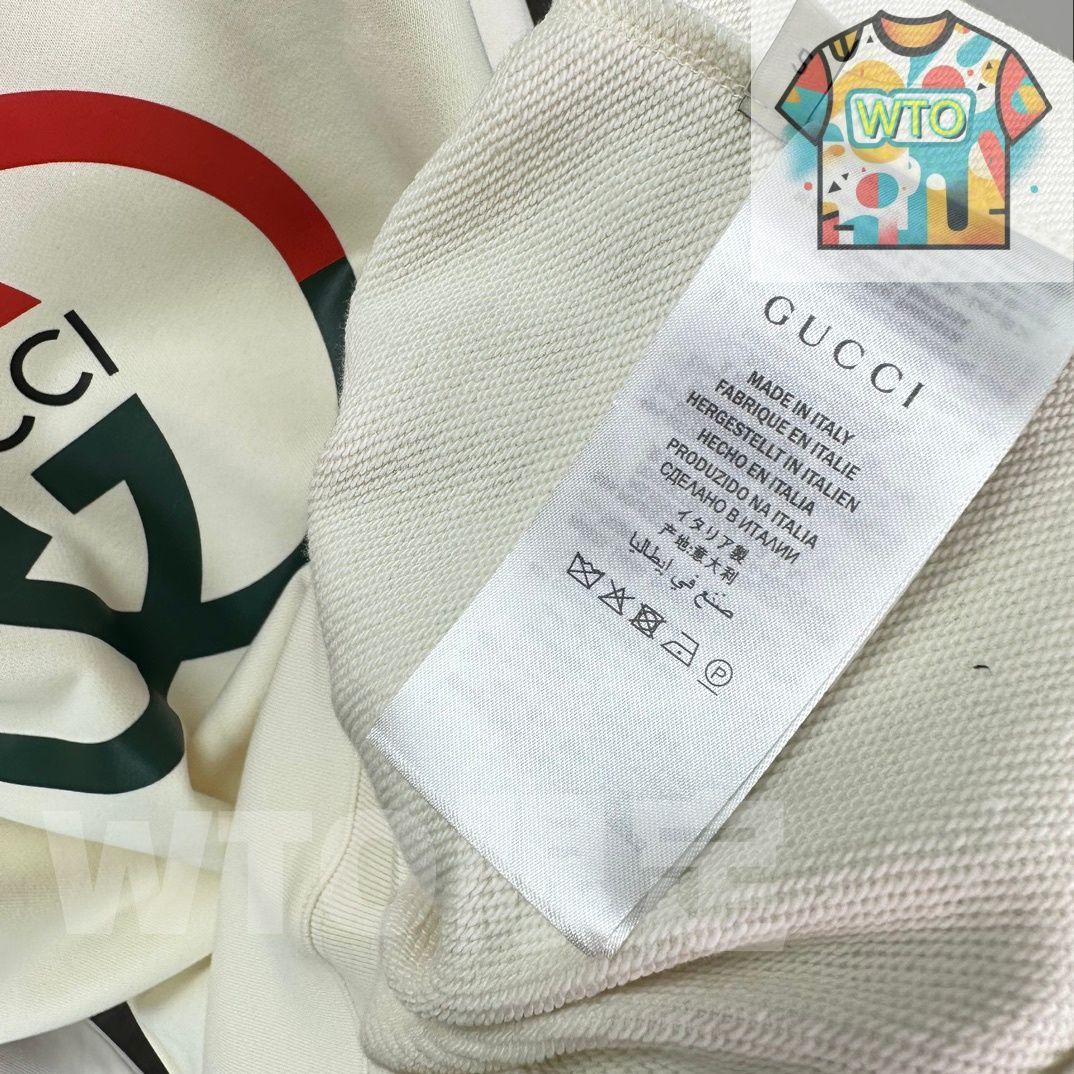 WTO
GUCCI
MADE IN ITALY
FABRIQUE EN ITALIE
HERGESTELLT IN ITALIEN
HECHO EN ITALIA
PRODUZIDO NA ITALIA
СДЕЛАНО В ИТАЛИИ
イタリア製
产地:意大利
صنع في إيطاليا
P
CCI
WTO